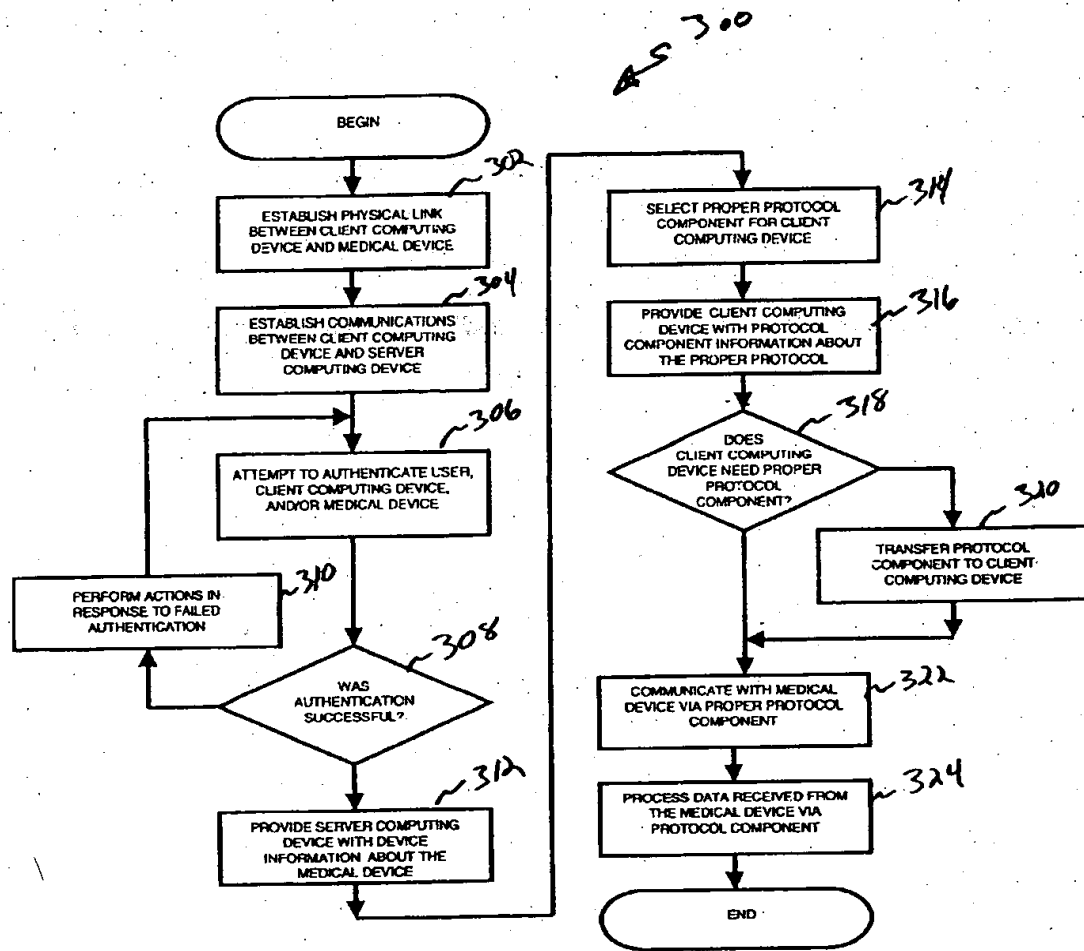 300
BEGIN
302
ESTABLISH PHYSICAL LINK
BETWEEN CLIENT COMPUTING
DEVICE AND MEDICAL DEVICE
304
ESTABLISH COMMUNICATIONS
BETWEEN CLIENT COMPUTING
DEVICE AND SERVER
COMPUTING DEVICE
306
ATTEMPT TO AUTHENTICATE USER,
CLIENT COMPUTING DEVICE,
AND/OR MEDICAL DEVICE
310
PERFORM ACTIONS IN
RESPONSE TO FAILED
AUTHENTICATION
308
WAS
AUTHENTICATION
SUCCESSFUL?
312
PROVIDE SERVER COMPUTING
DEVICE WITH DEVICE
INFORMATION ABOUT THE
MEDICAL DEVICE
314
SELECT PROPER PROTOCOL
COMPONENT FOR CLIENT
COMPUTING DEVICE
316
PROVIDE CLIENT COMPUTING
DEVICE WITH PROTOCOL
COMPONENT INFORMATION ABOUT
THE PROPER PROTOCOL
318
DOES
CLIENT COMPUTING
DEVICE NEED PROPER
PROTOCOL
COMPONENT?
320
TRANSFER PROTOCOL
COMPONENT TO CLIENT
COMPUTING DEVICE
322
COMMUNICATE WITH MEDICAL
DEVICE VIA PROPER PROTOCOL
COMPONENT
324
PROCESS DATA RECEIVED FROM
THE MEDICAL DEVICE VIA
PROTOCOL COMPONENT
END